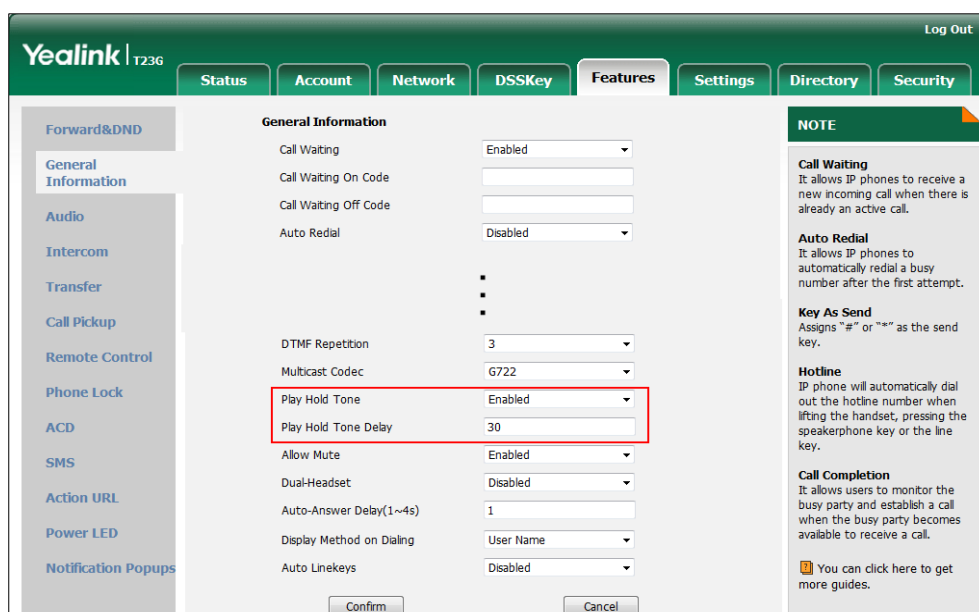 Log Out
Yealink T23G
Status Account Network DSSKey Features Settings Directory Security
Forward&DND
General
Information
Audio
Intercom
Transfer
Call Pickup
Remote Control
Phone Lock
ACD
SMS
Action URL
Power LED
Notification Popups
General Information
Call Waiting Enabled
Call Waiting On Code
Call Waiting Off Code
Auto Redial Disabled
DTMF Repetition 3
Multicast Codec G722
Play Hold Tone Enabled
Play Hold Tone Delay 30
Allow Mute Enabled
Dual-Headset Disabled
Auto-Answer Delay(1~4s) 1
Display Method on Dialing User Name
Auto Linekeys Disabled
Confirm Cancel
NOTE
Call Waiting
It allows IP phones to receive a
new incoming call when there is
already an active call.
Auto Redial
It allows IP phones to
automatically redial a busy
number after the first attempt.
Key As Send
Assigns "#" or "*" as the send
key.
Hotline
IP phone will automatically dial
out the hotline number when
lifting the handset, pressing the
speakerphone key or the line
key.
Call Completion
It allows users to monitor the
busy party and establish a call
when the busy party becomes
available to receive a call.
? You can click here to get
more guides.